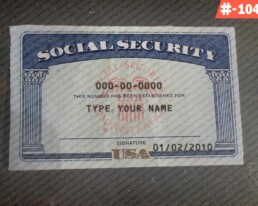 #-104
SOCIAL SECURITY
000-00-0000
THIS NUMBER HAS BEEN ESTABLISHED FOR
TYPE YOUR NAME
SIGNATURE
01/02/2010
USA